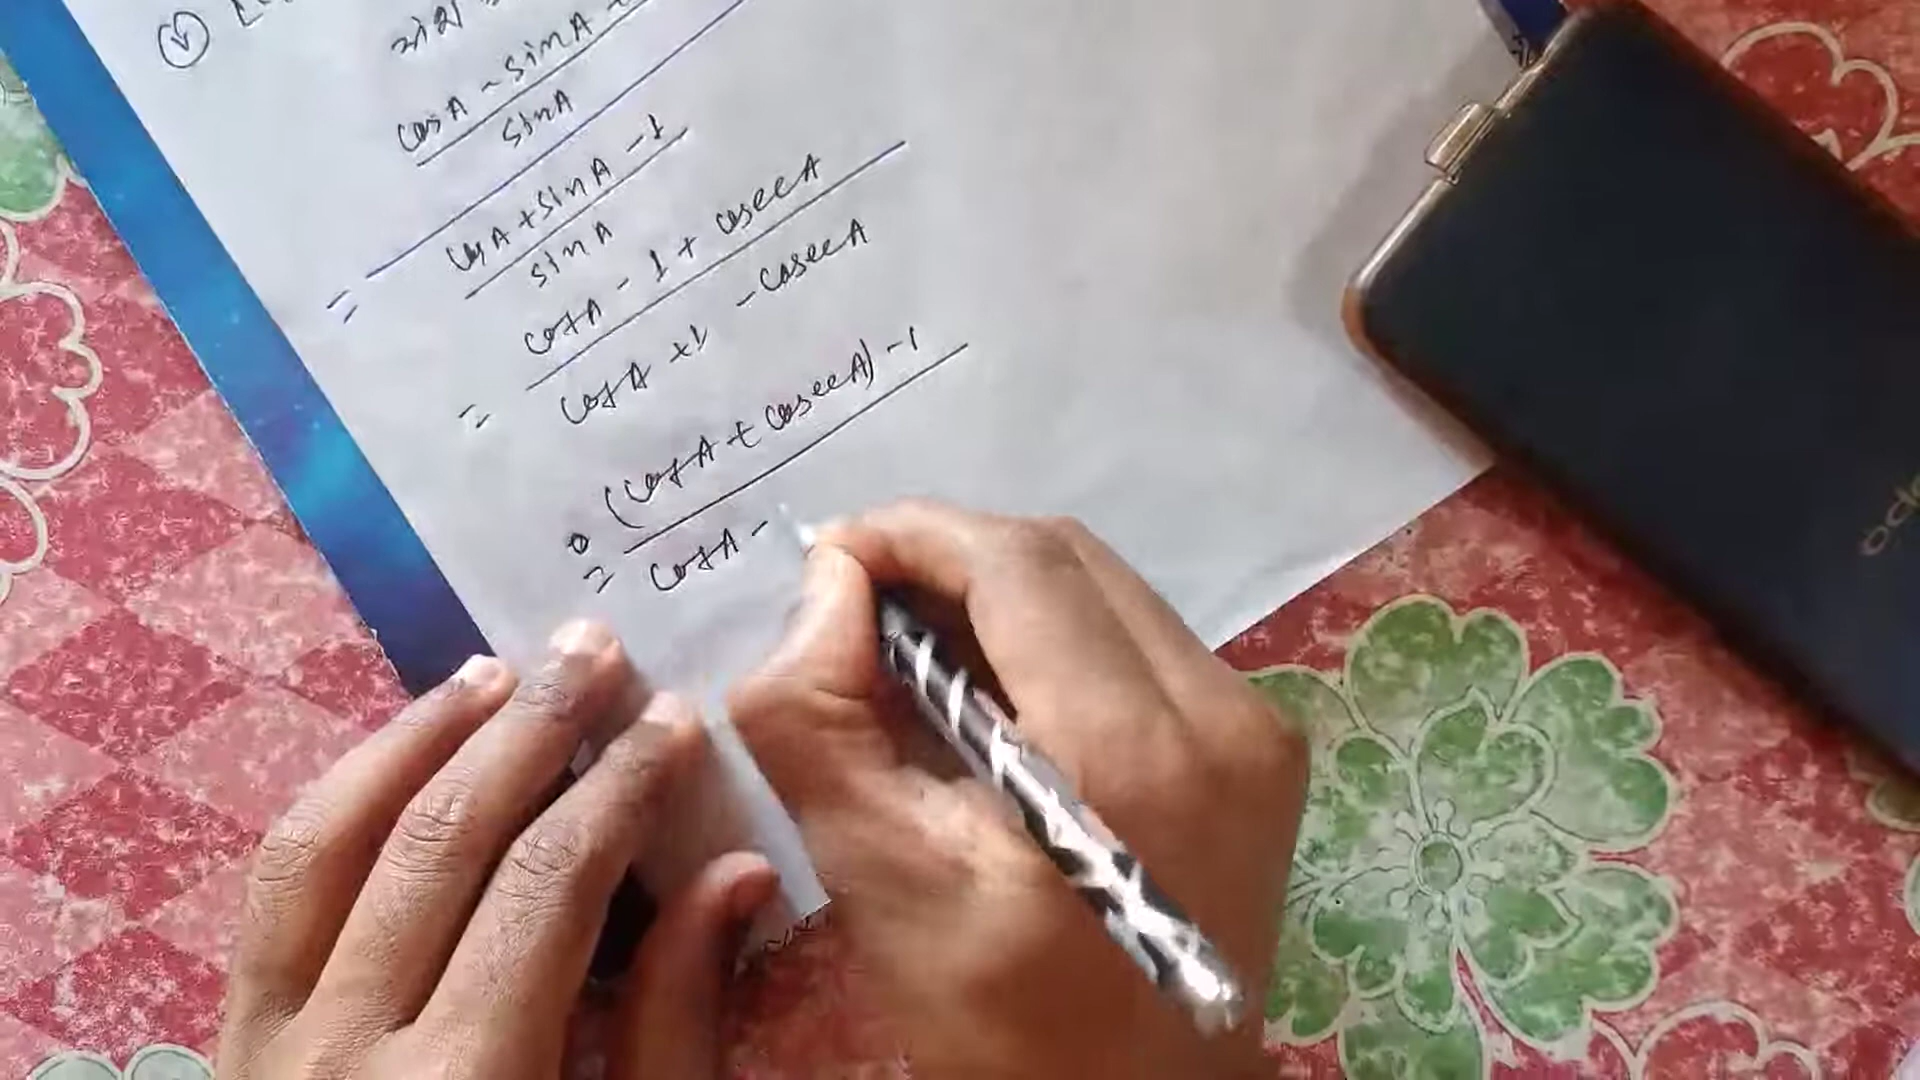 cosA - sinA
sinA
cosA + sinA - 1
sinA
=
cotA - 1 + cosecA
= cotA + 1 - cosecA
(cotA + cosecA) - 1
= cotA -